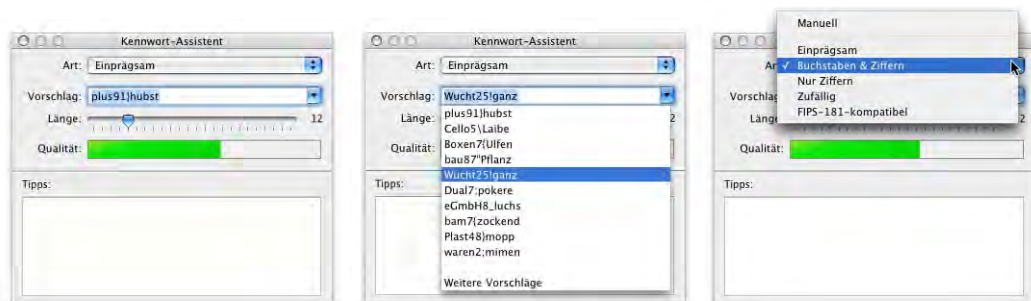 Kennwort-Assistent
Art: Einprägsam
Vorschlag: plus91}hubst
Länge: 12
Qualität:
Tipps:
Kennwort-Assistent
Art: Einprägsam
Vorschlag: Wucht25!ganz
Länge:
Qualität:
Tipps:
plus91}hubst
Cello5\Laibe
Boxen7{Ulfen
bau87"Pflanz
Wucht25!ganz
Dual7;pokere
eGmbH8_luchs
bam7{zockend
Plast48}mopp
waren2;mimen
Weitere Vorschläge
Manuell
Einprägsam
✓ Buchstaben & Ziffern
Nur Ziffern
Zufällig
FIPS-181-kompatibel
Ar
Vorschlag
Länge: 2
Qualität:
Tipps: